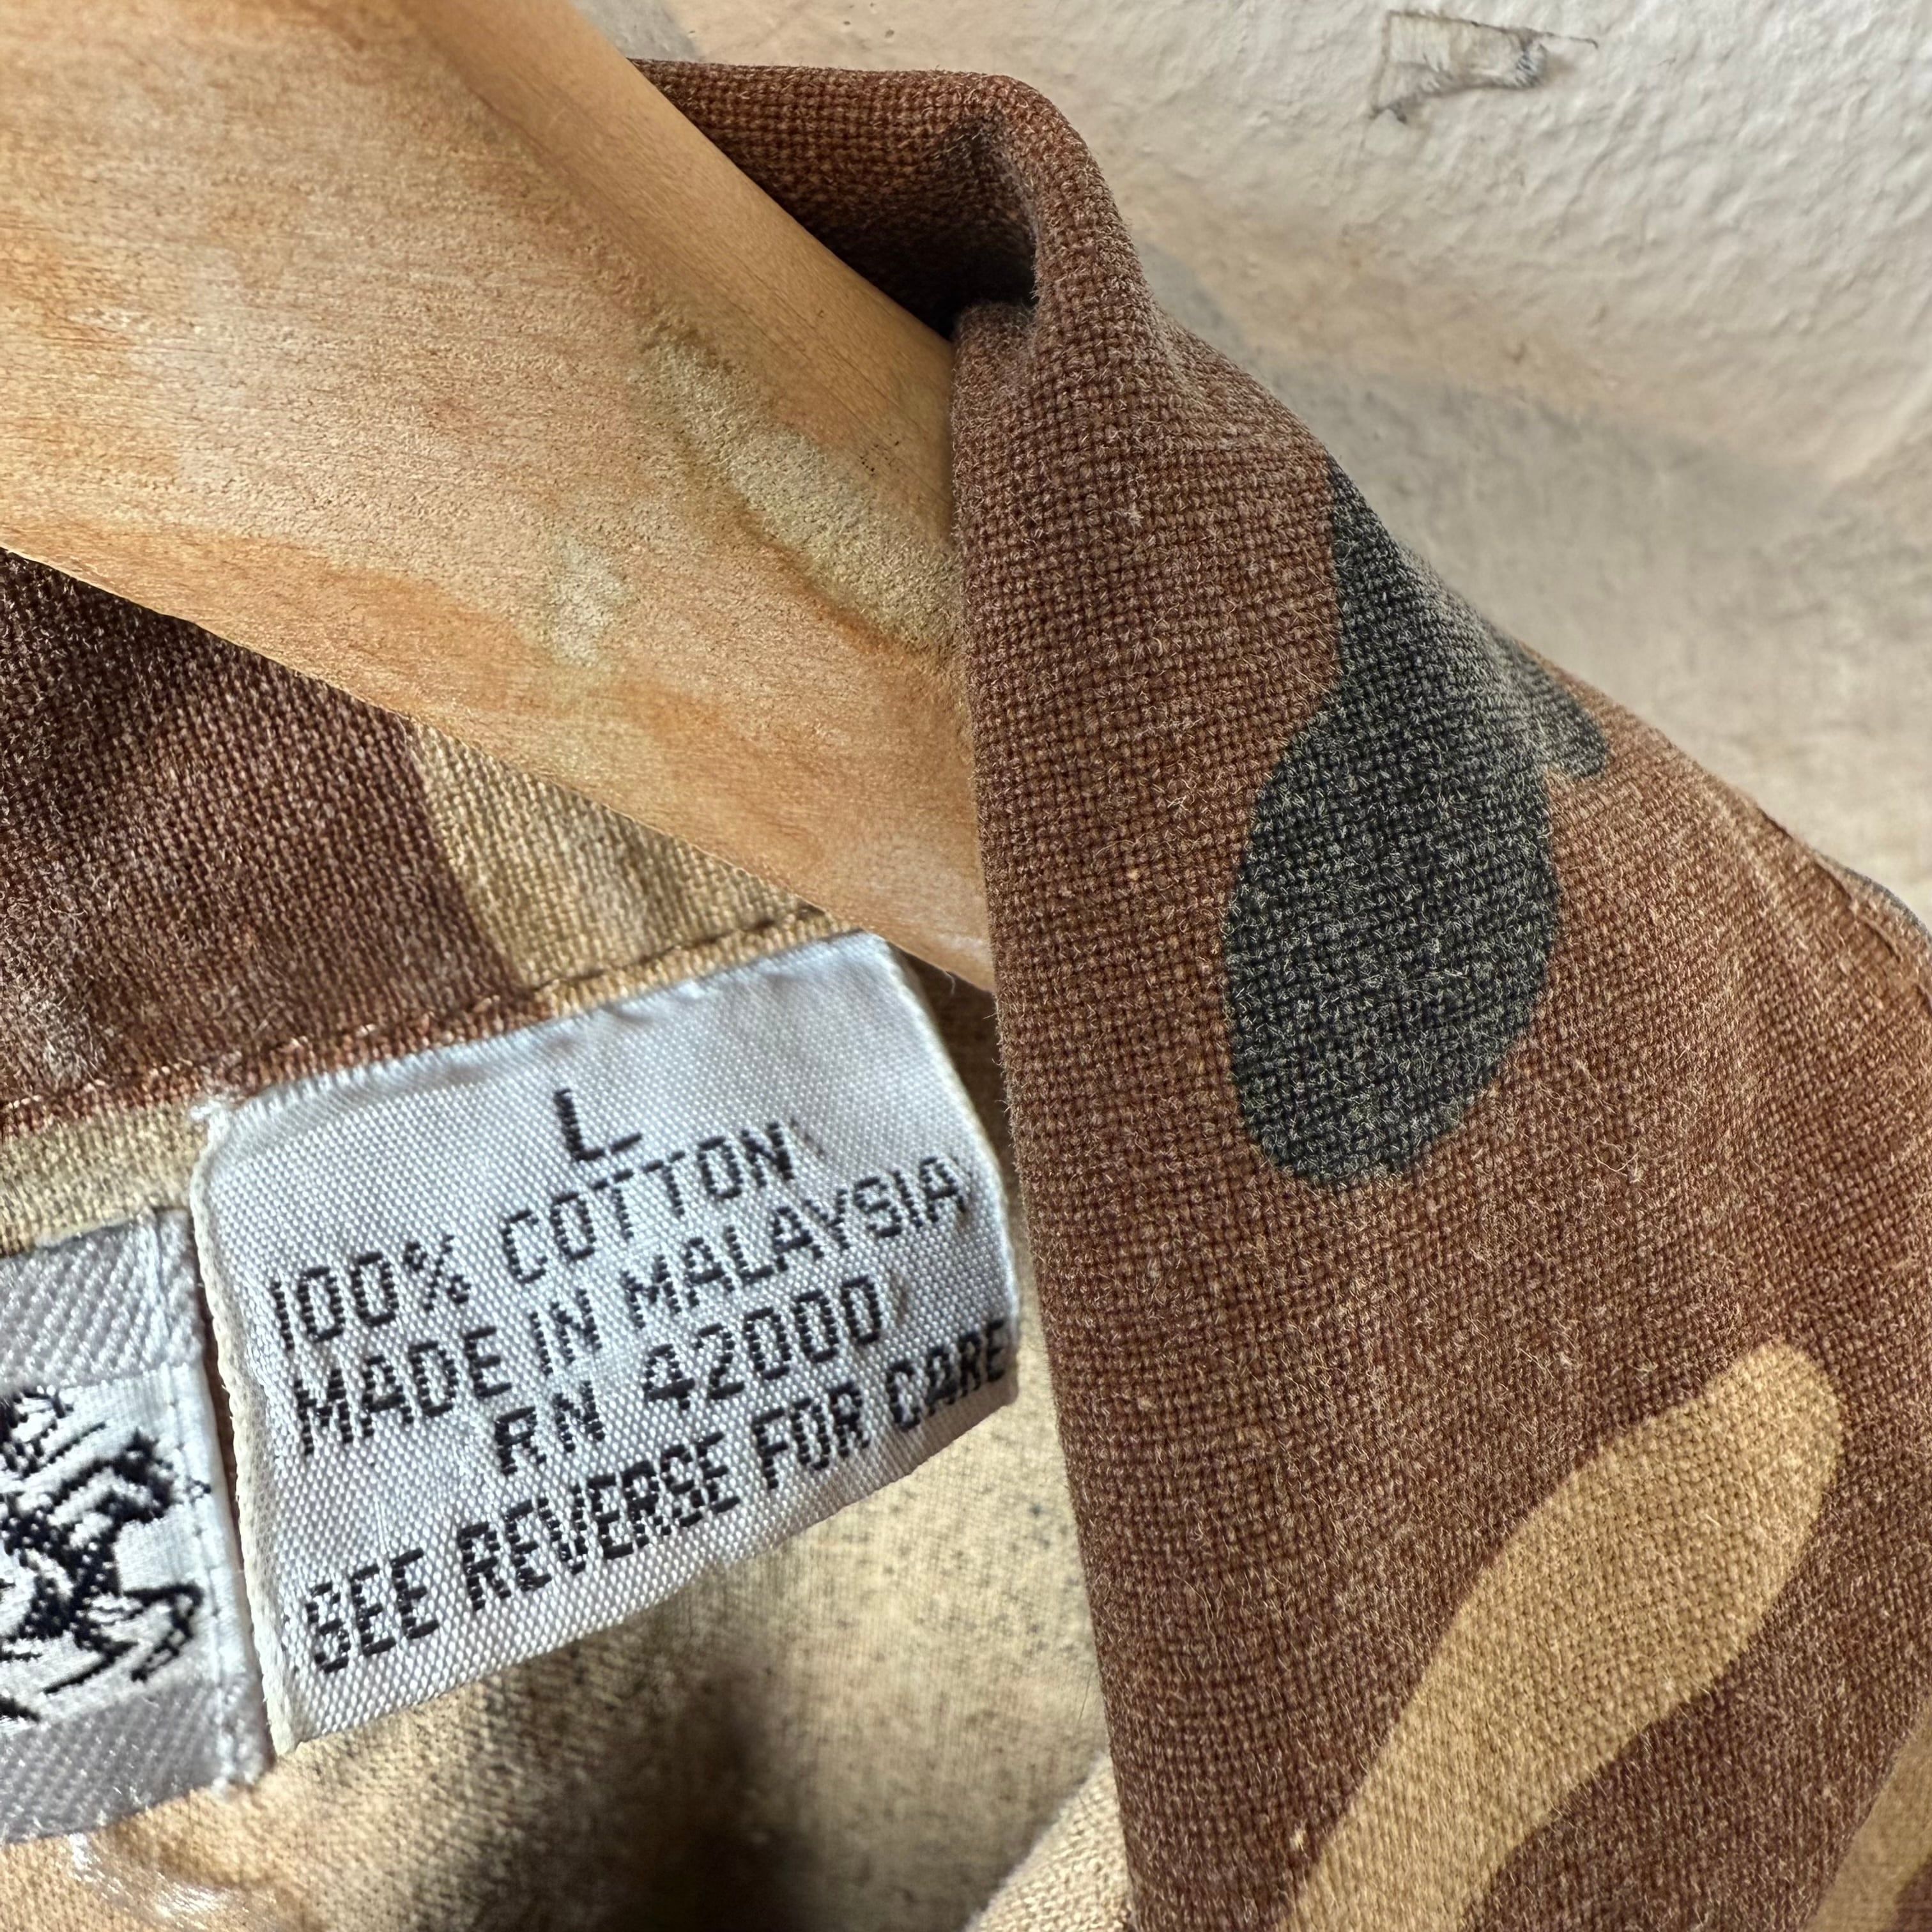 L
100% COTTON
MADE IN MALAYSIA
RN 42000
SEE REVERSE FOR CARE